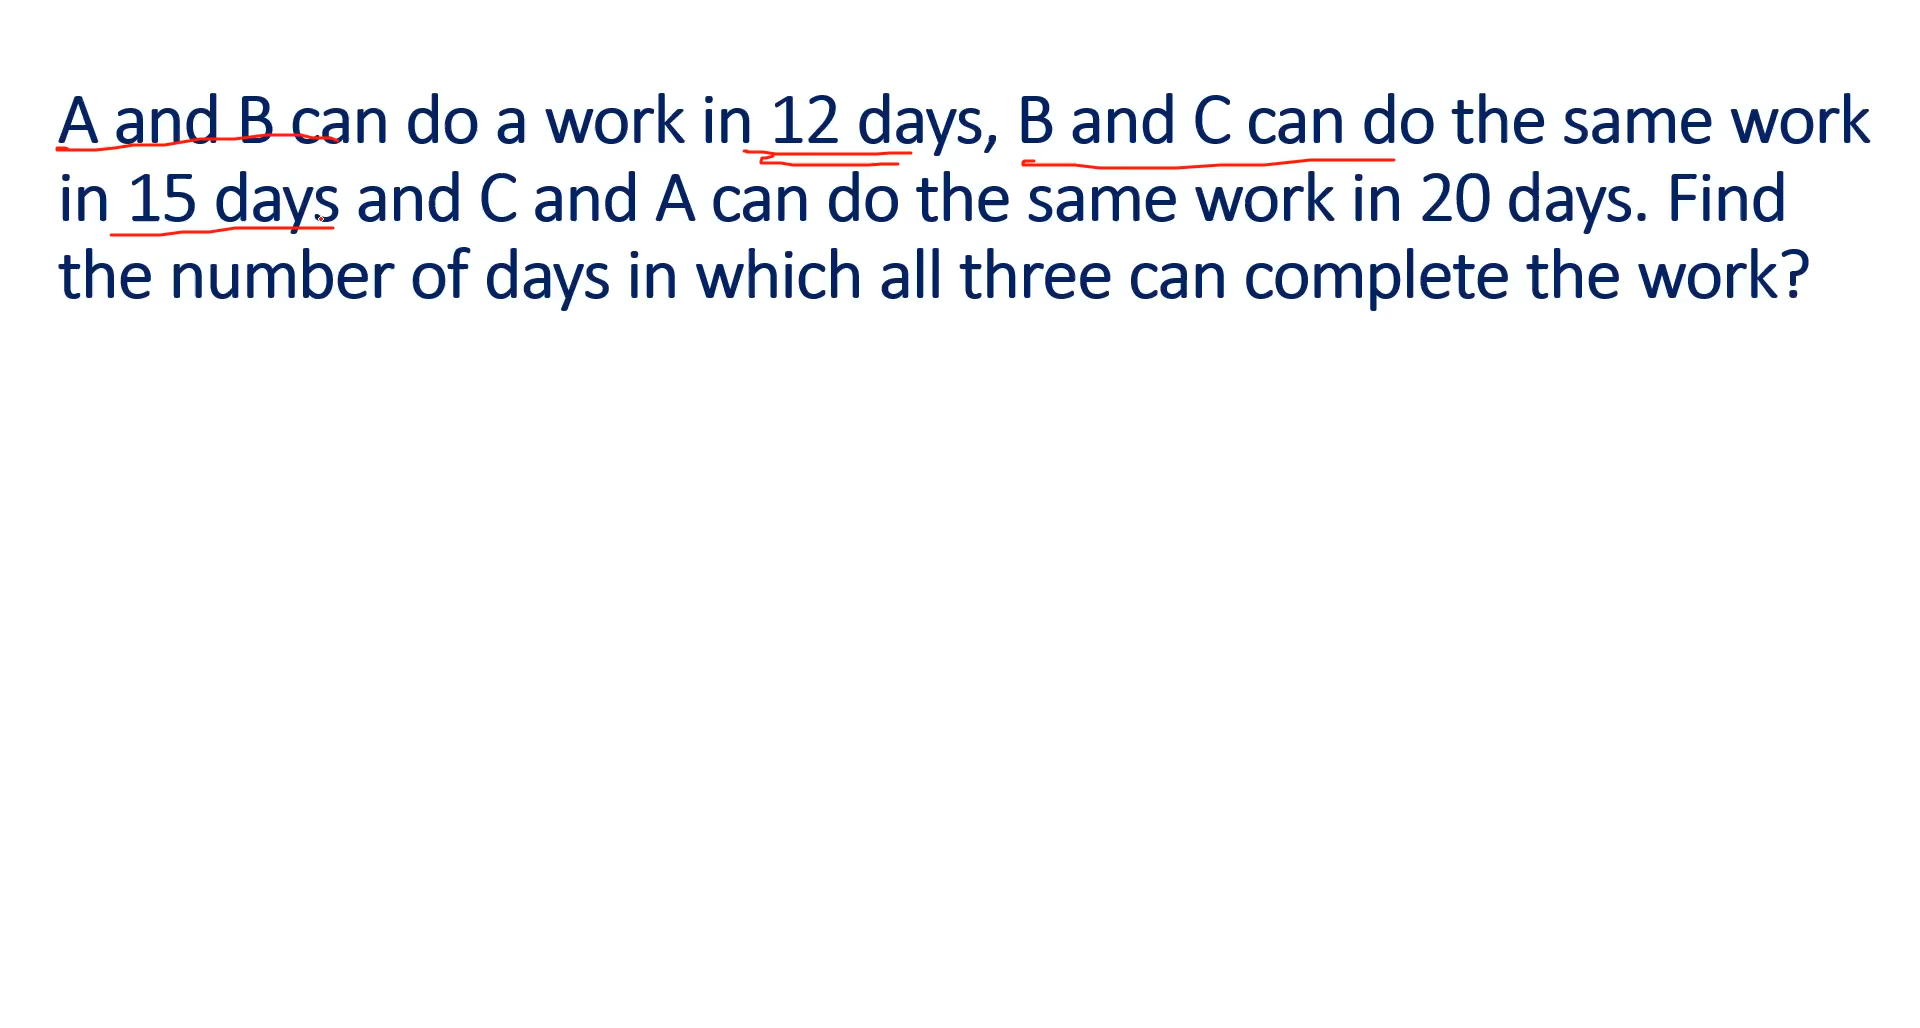 A and B can do a work in 12 days, B and C can do the same work
in 15 days and C and A can do the same work in 20 days. Find
the number of days in which all three can complete the work?